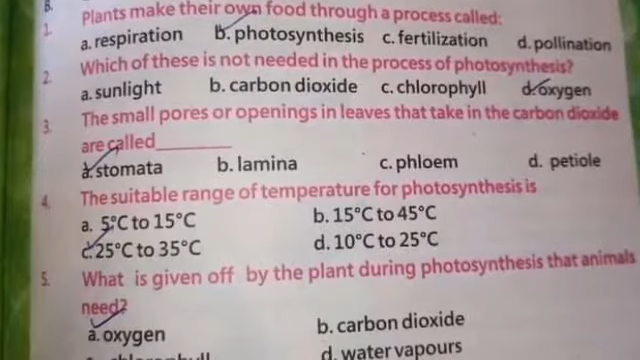 B.
1. Plants make their own food through a process called:
a. respiration b. photosynthesis c. fertilization d. pollination
2. Which of these is not needed in the process of photosynthesis?
a. sunlight b. carbon dioxide c. chlorophyll d. oxygen
3. The small pores or openings in leaves that take in the carbon dioxide
are called________
a. stomata b. lamina c. phloem d. petiole
4. The suitable range of temperature for photosynthesis is
a. 5°C to 15°C b. 15°C to 45°C
c. 25°C to 35°C d. 10°C to 25°C
5. What is given off by the plant during photosynthesis that animals
need?
a. oxygen b. carbon dioxide
d. water vapours